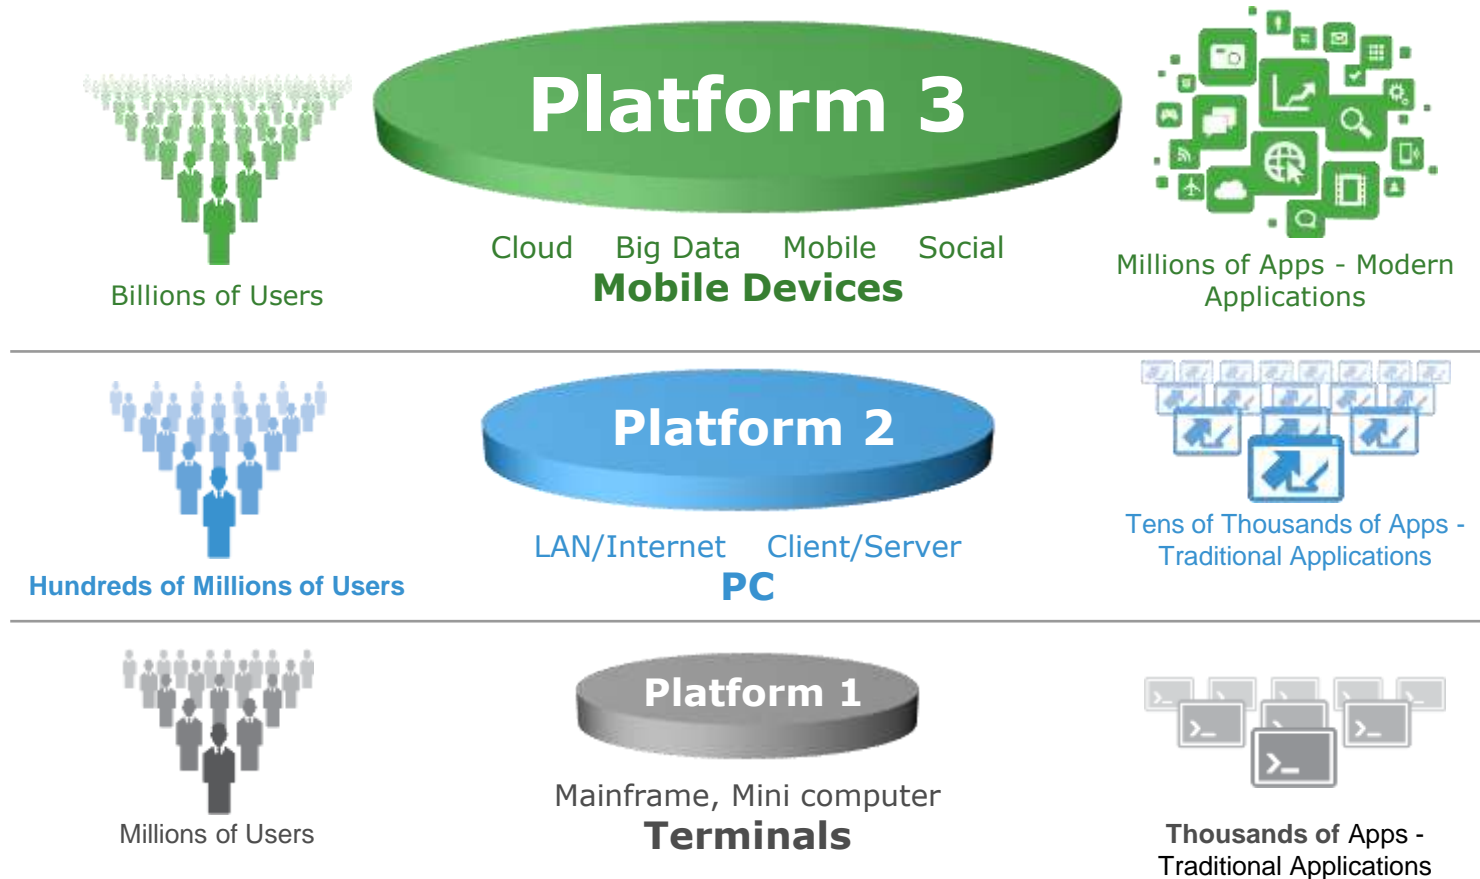 Platform 3
Cloud Big Data Mobile Social
Mobile Devices
Billions of Users
Millions of Apps - Modern
Applications
Platform 2
LAN/Internet Client/Server
PC
Hundreds of Millions of Users
Tens of Thousands of Apps -
Traditional Applications
Platform 1
Mainframe, Mini computer
Terminals
Millions of Users
Thousands of Apps -
Traditional Applications